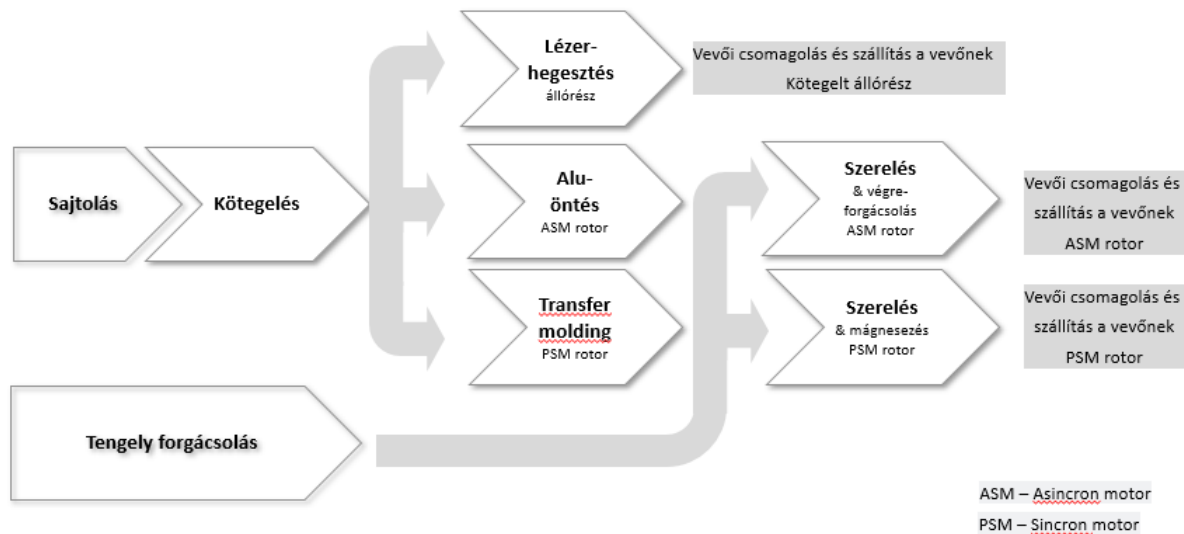 Sajtolás
Kötegelés
Lézer-
hegesztés
állórész
Vevői csomagolás és szállítás a vevőnek
Kötegelt állórész
Alu-
öntés
ASM rotor
Transfer
molding
PSM rotor
Tengely forgácsolás
Szerelés
& végre-
forgácsolás
ASM rotor
Vevői csomagolás és
szállítás a vevőnek
ASM rotor
Szerelés
& mágnesezés
PSM rotor
Vevői csomagolás és
szállítás a vevőnek
PSM rotor
ASM – Asincron motor
PSM – Sincron motor